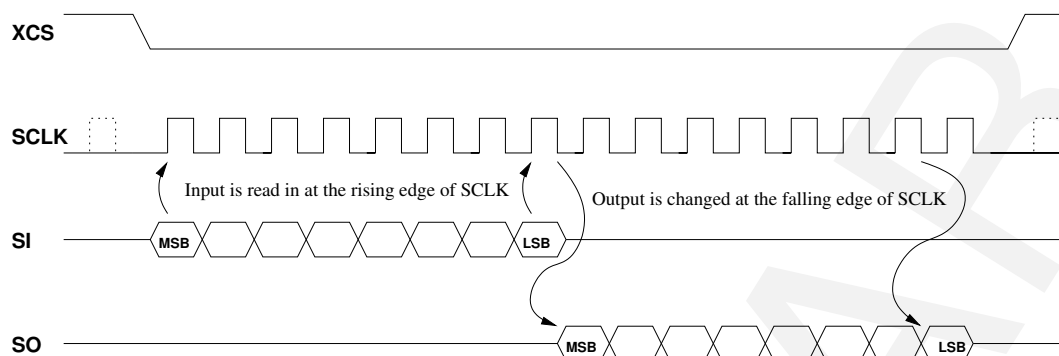 XCS
SCLK
Input is read in at the rising edge of SCLK
Output is changed at the falling edge of SCLK
SI
MSB
LSB
SO
MSB
LSB